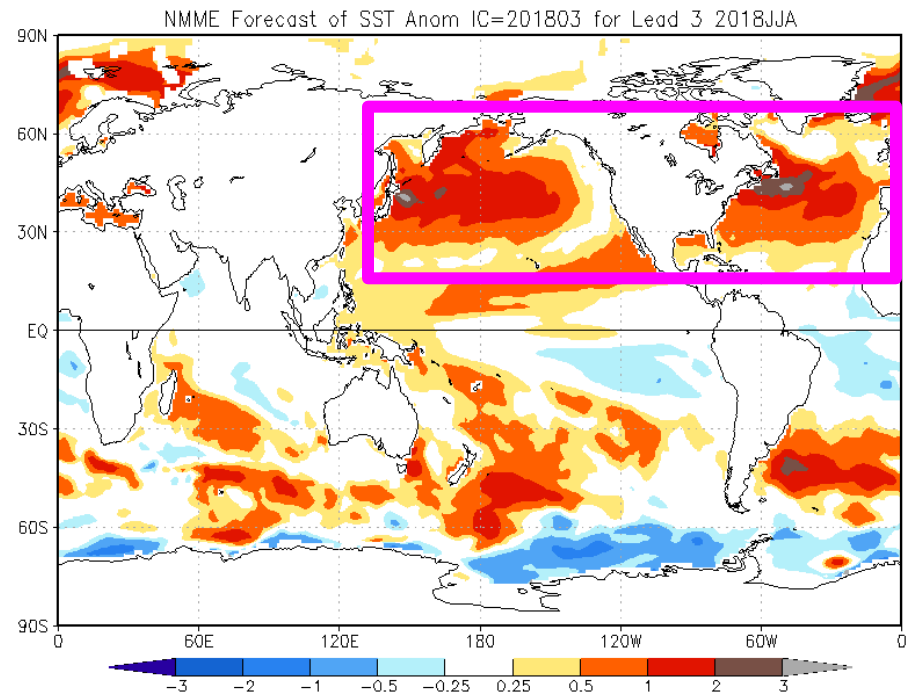 NMME Forecast of SST Anom IC=201803 for Lead 3 2018JJA
90N
60N
30N
EQ
30S
60S
90S
0 60E 120E 180 120W 60W 0
-3 -2 -1 -0.5 -0.25 0.25 0.5 1 2 3